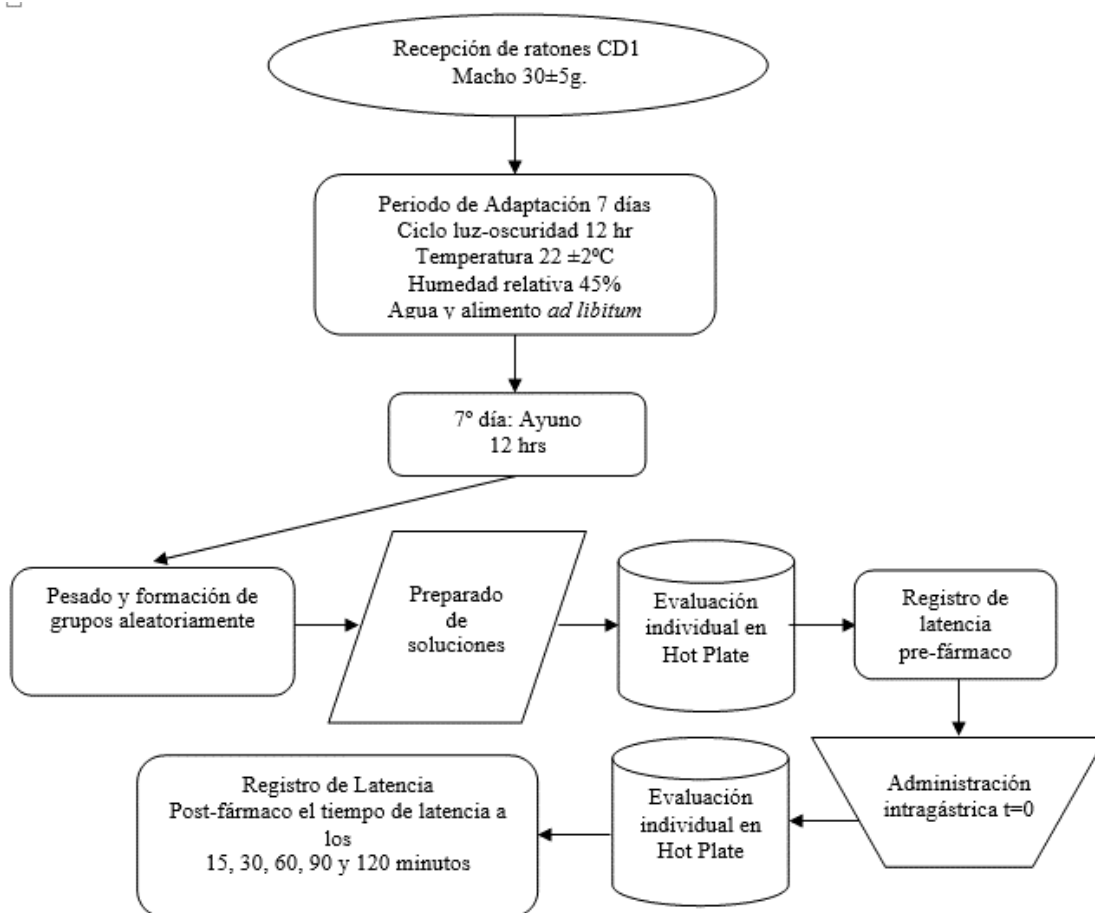 Recepción de ratones CD1
Macho 30±5g.
Periodo de Adaptación 7 días
Ciclo luz-oscuridad 12 hr
Temperatura 22 ±2ºC
Humedad relativa 45%
Agua y alimento ad libitum
7º día: Ayuno
12 hrs
Pesado y formación de
grupos aleatoriamente
Preparado
de
soluciones
Evaluación
individual en
Hot Plate
Registro de
latencia
pre-fármaco
Administración
intragástrica t=0
Evaluación
individual en
Hot Plate
Registro de Latencia
Post-fármaco el tiempo de latencia a
los
15, 30, 60, 90 y 120 minutos